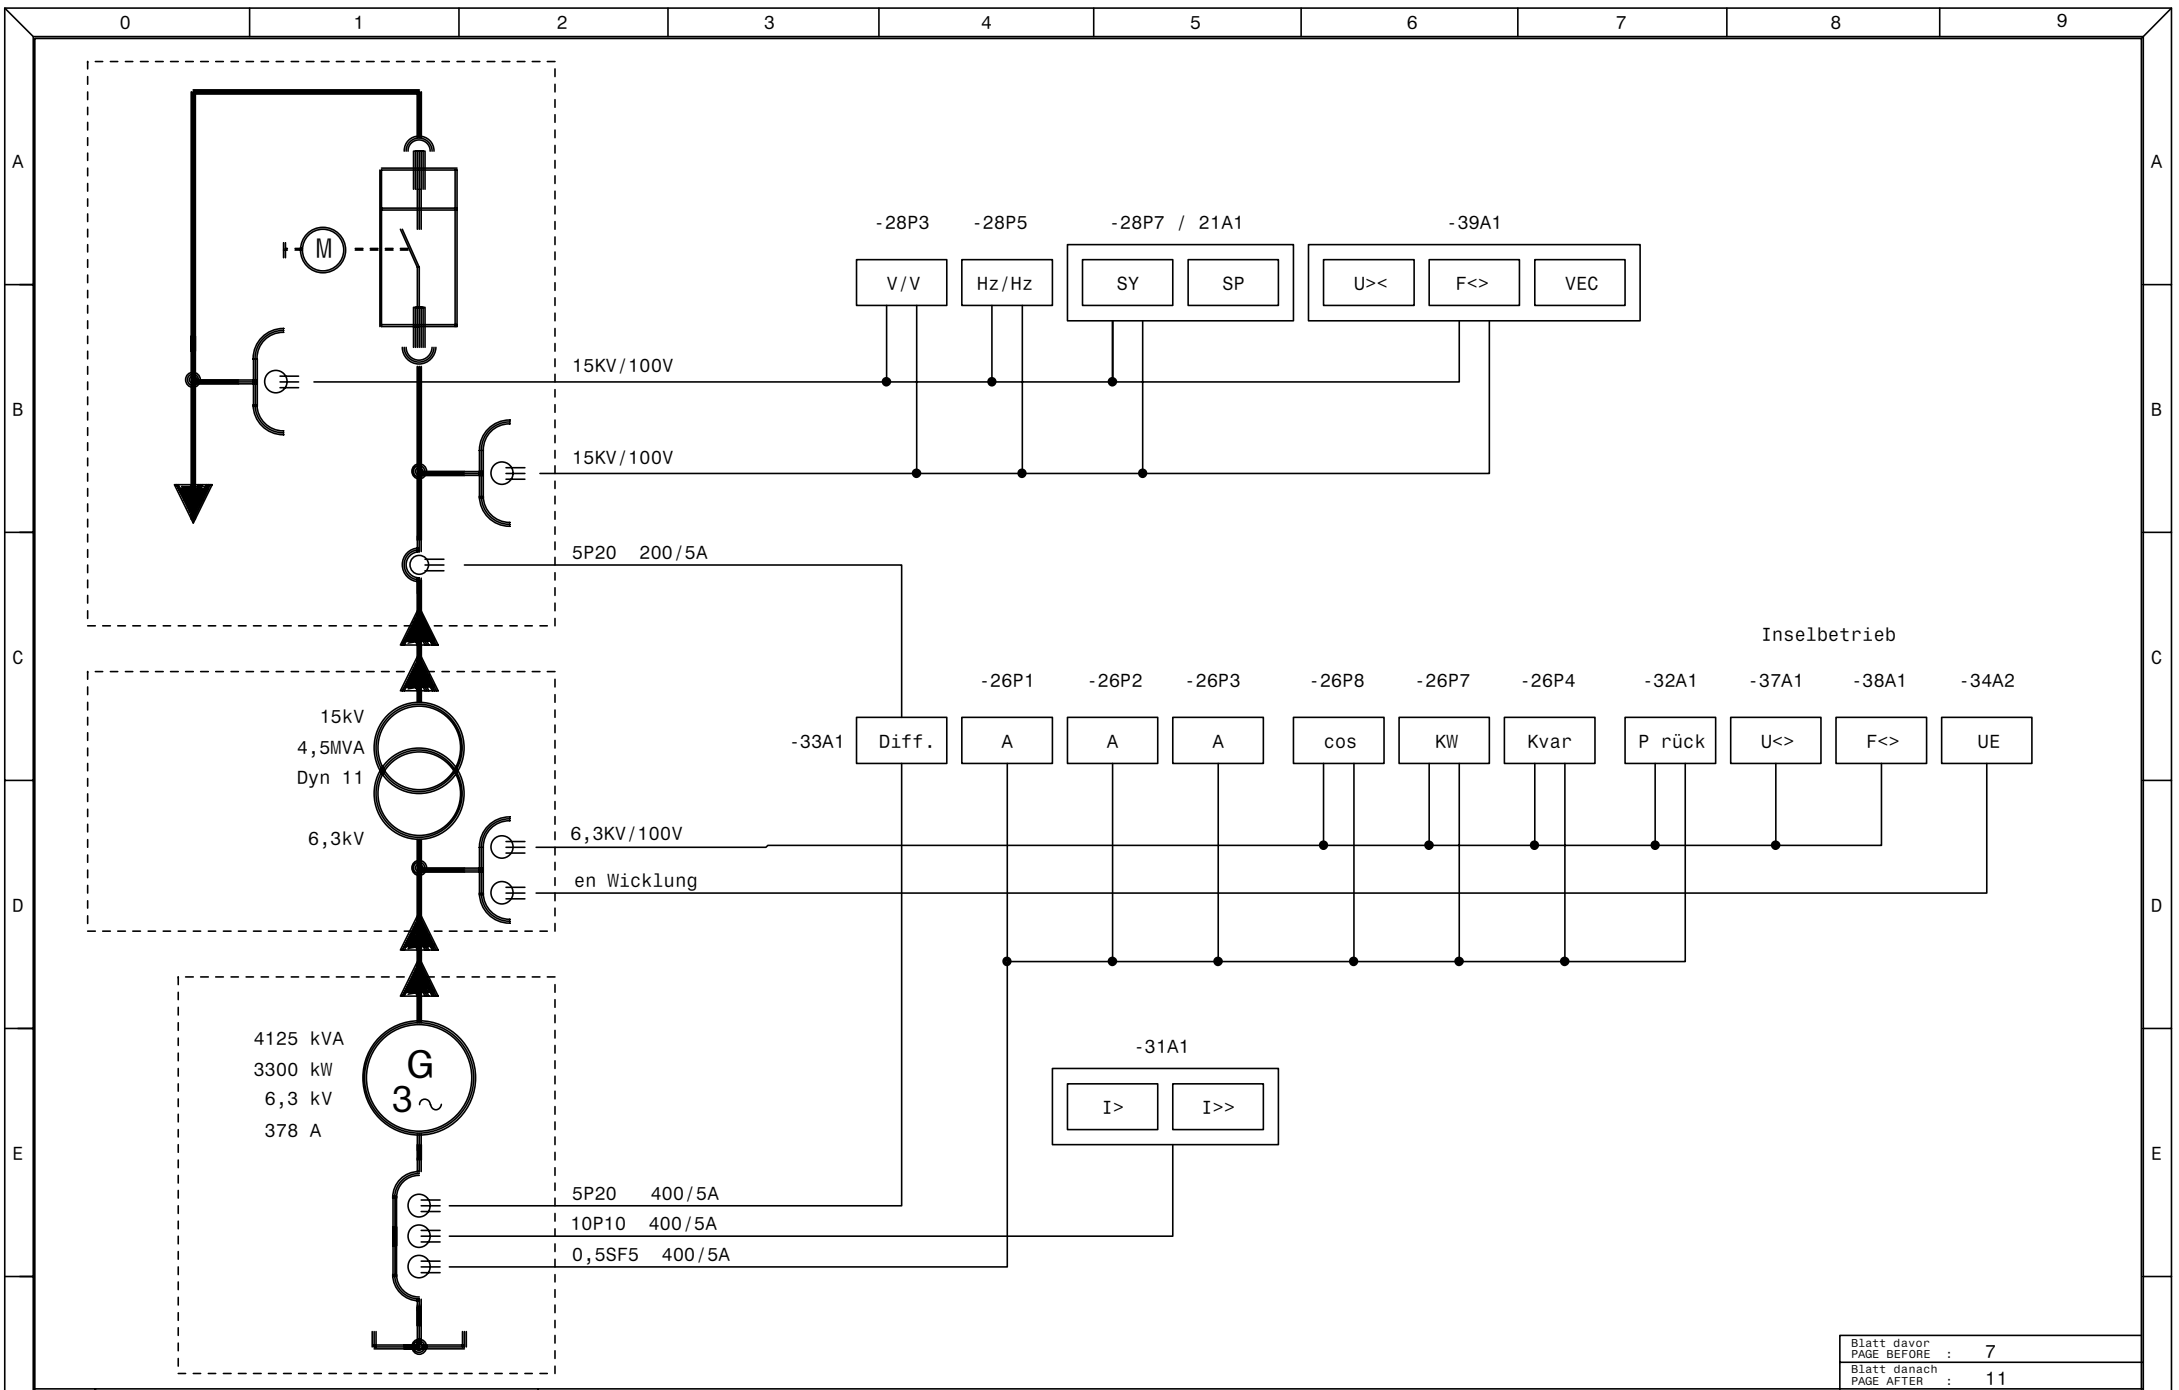 0 1 2 3 4 5 6 7 8 9
A A
M
-28P3 -28P5 -28P7 / 21A1 -39A1
V/V Hz/Hz SY SP U>< F<> VEC
15KV/100V
B B
15KV/100V
5P20 200/5A
Inselbetrieb
C C
-26P1 -26P2 -26P3 -26P8 -26P7 -26P4 -32A1 -37A1 -38A1 -34A2
15kV
4,5MVA
-33A1 Diff. A A A cos KW Kvar P rück U<> F<> UE
Dyn 11
6,3kV
6,3KV/100V
en Wicklung
D D
4125 kVA
3300 kW
6,3 kV
378 A
G
3~
-31A1
I> I>>
E E
5P20 400/5A
10P10 400/5A
0,5SF5 400/5A
Blatt davor
PAGE BEFORE : 7
Blatt danach
PAGE AFTER : 11